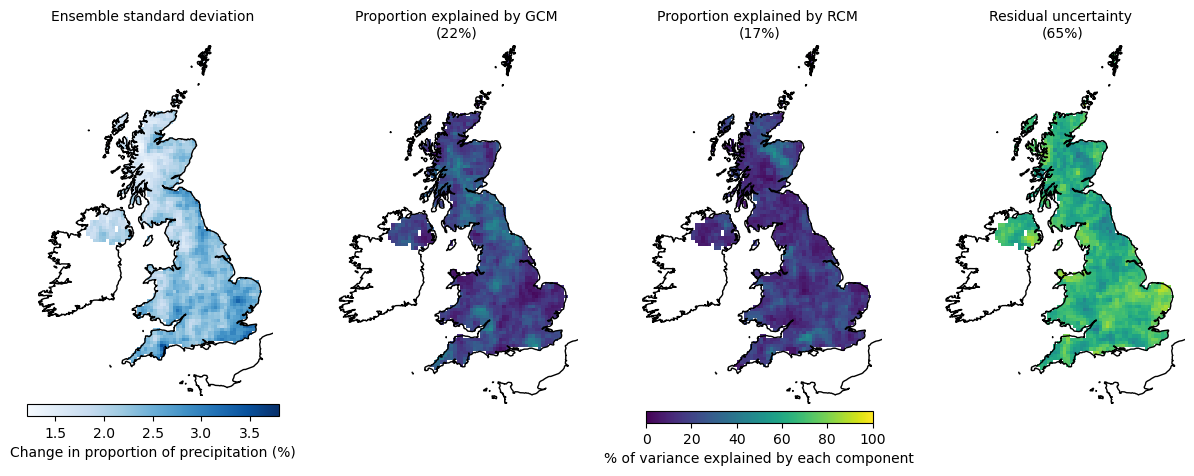 Ensemble standard deviation
Proportion explained by GCM
(22%)
Proportion explained by RCM
(17%)
Residual uncertainty
(65%)
1.5 2.0 2.5 3.0 3.5
Change in proportion of precipitation (%)
0 20 40 60 80 100
% of variance explained by each component